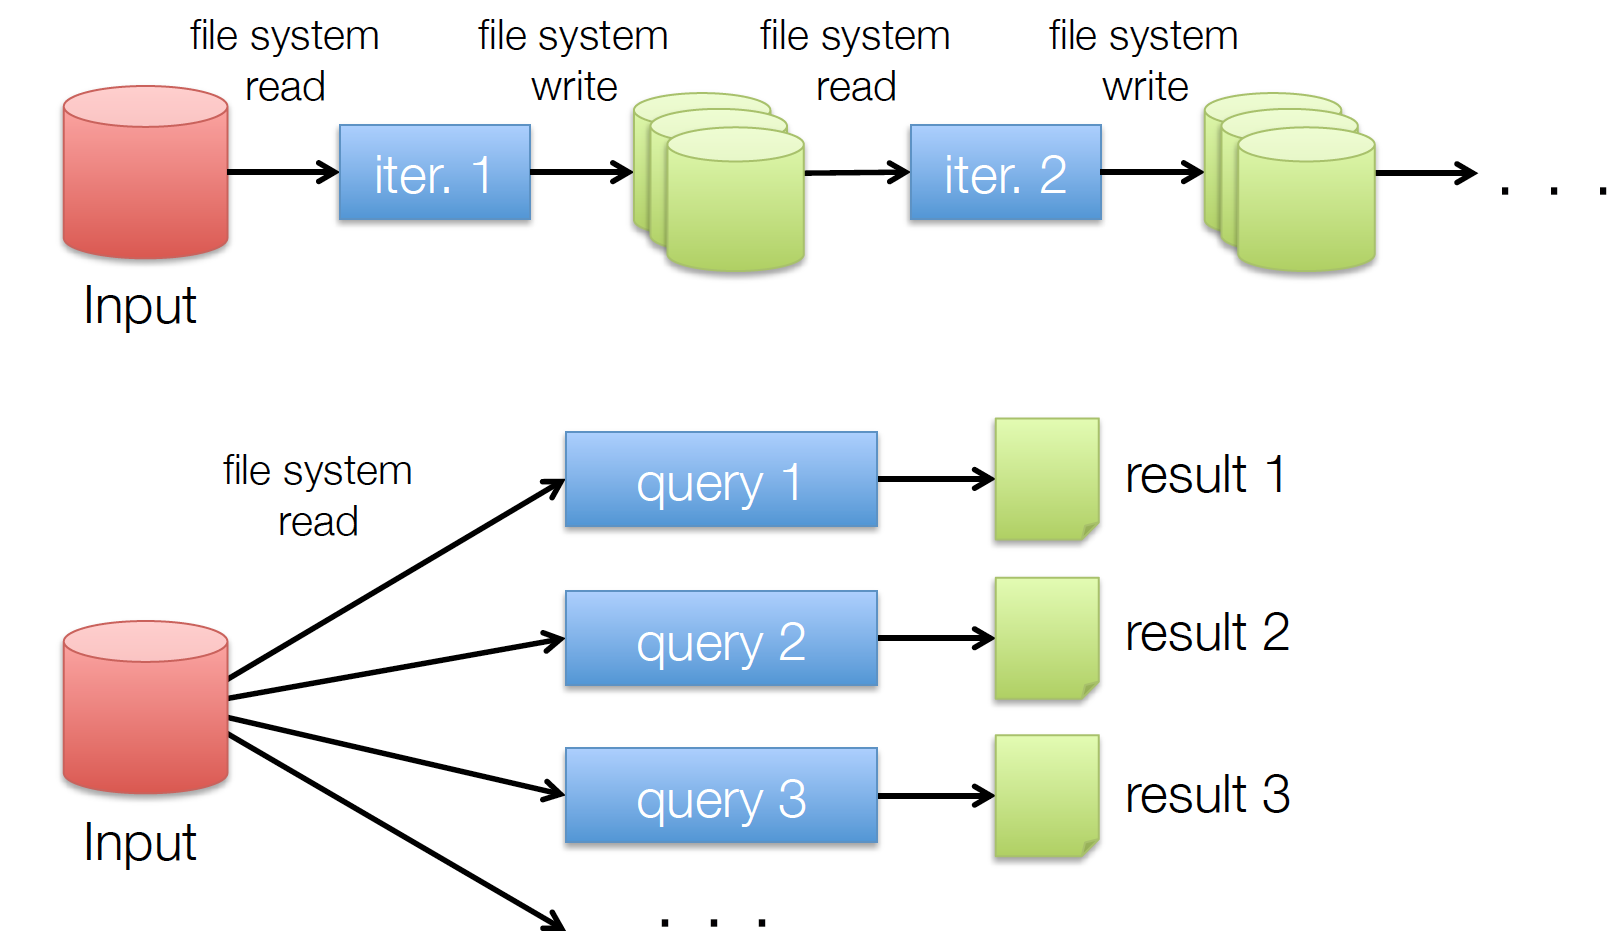 file system
read
file system
write
file system
read
file system
write
iter. 1
iter. 2
. . .
Input
file system
read
query 1
result 1
query 2
result 2
query 3
result 3
Input
. . .